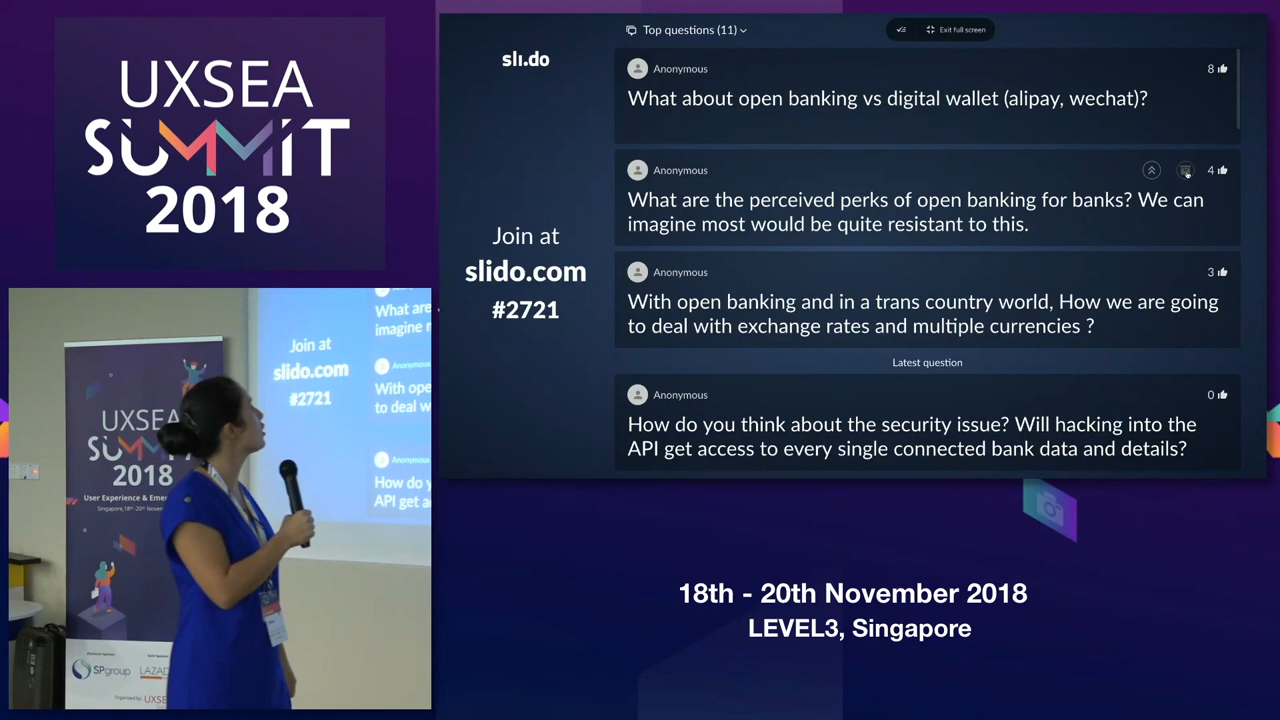 UXSEA
SUMMIT
2018
Top questions (11)
Exit full screen
sli.do
Join at
slido.com
#2721
Anonymous
8
What about open banking vs digital wallet (alipay, wechat)?
Anonymous
4
What are the perceived perks of open banking for banks? We can
imagine most would be quite resistant to this.
Anonymous
3
With open banking and in a trans country world, How we are going
to deal with exchange rates and multiple currencies ?
Latest question
Anonymous
0
How do you think about the security issue? Will hacking into the
API get access to every single connected bank data and details?
What are
imagine
Join at
slido.com
#2721
Anonymous
With ope
to deal w
Anonymous
How do
API get a
UXSEA
2018
User Experience &
Singapore,18th-20th
SPgroup
LAZAD
Organised by UXSE
18th - 20th November 2018
LEVEL3, Singapore